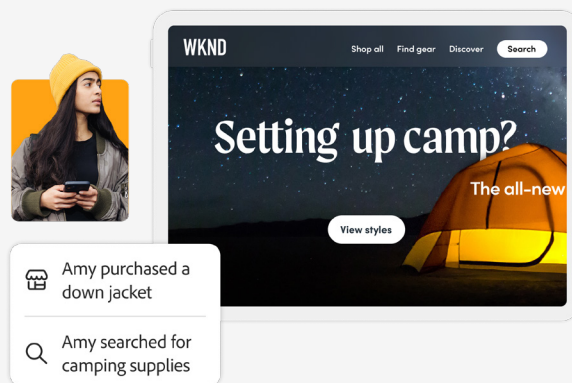 WKND
Shop all Find gear Discover Search
Setting up camp?
The all-new
View styles
Amy purchased a
down jacket
Amy searched for
camping supplies